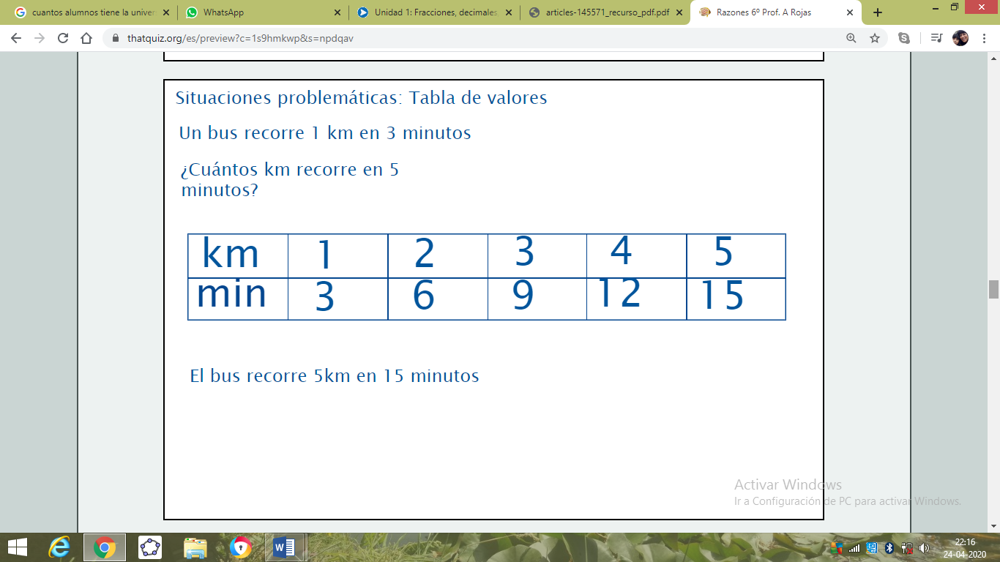 cuantos alumnos tiene la univer
WhatsApp
Unidad 1: Fracciones, decimales,
articles-145571_recurso_pdf.pdf
Razones 6º Prof. A Rojas
thatquiz.org/es/preview?c=1s9hmkwp&s=npdqav
Situaciones problemáticas: Tabla de valores
Un bus recorre 1 km en 3 minutos
¿Cuántos km recorre en 5
minutos?
km 1 2 3 4 5
min 3 6 9 12 15
El bus recorre 5km en 15 minutos
Activar Windows
Ir a Configuración de PC para activar Windows.
22:16
24-04-2020